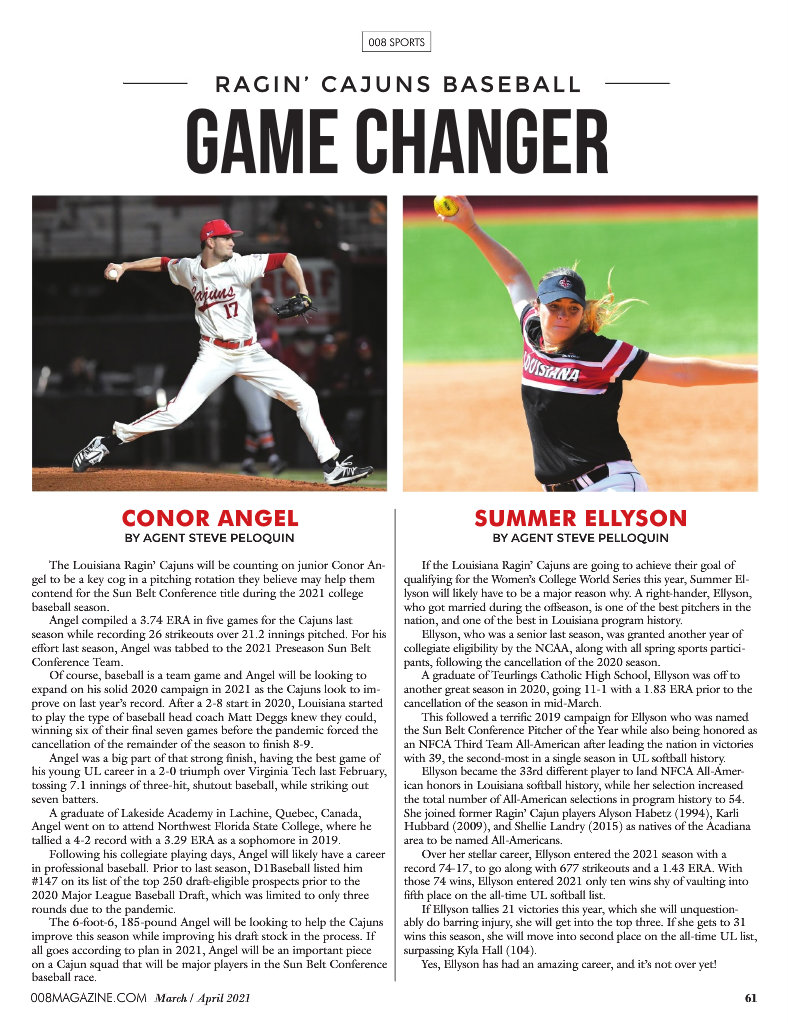 008 SPORTS
RAGIN' CAJUNS BASEBALL
GAME CHANGER
Cajuns
17
LOUISIANA
CONOR ANGEL
BY AGENT STEVE PELOQUIN
The Louisiana Ragin' Cajuns will be counting on junior Conor An-
gel to be a key cog in a pitching rotation they believe may help them
contend for the Sun Belt Conference title during the 2021 college
baseball season.
Angel compiled a 3.74 ERA in five games for the Cajuns last
season while recording 26 strikeouts over 21.2 innings pitched. For his
effort last season, Angel was tabbed to the 2021 Preseason Sun Belt
Conference Team.
Of course, baseball is a team game and Angel will be looking to
expand on his solid 2020 campaign in 2021 as the Cajuns look to im-
prove on last year's record. After a 2-8 start in 2020, Louisiana started
to play the type of baseball head coach Matt Deggs knew they could,
winning six of their final seven games before the pandemic forced the
cancellation of the remainder of the season to finish 8-9.
Angel was a big part of that strong finish, having the best game of
his young UL career in a 2-0 triumph over Virginia Tech last February,
tossing 7.1 innings of three-hit, shutout baseball, while striking out
seven batters.
A graduate of Lakeside Academy in Lachine, Quebec, Canada,
Angel went on to attend Northwest Florida State College, where he
tallied a 4-2 record with a 3.29 ERA as a sophomore in 2019.
Following his collegiate playing days, Angel will likely have a career
in professional baseball. Prior to last season, D1Baseball listed him
#147 on its list of the top 250 draft-eligible prospects prior to the
2020 Major League Baseball Draft, which was limited to only three
rounds due to the pandemic.
The 6-foot-6, 185-pound Angel will be looking to help the Cajuns
improve this season while improving his draft stock in the process. If
all goes according to plan in 2021, Angel will be an important piece
on a Cajun squad that will be major players in the Sun Belt Conference
baseball race.
SUMMER ELLYSON
BY AGENT STEVE PELLOQUIN
If the Louisiana Ragin' Cajuns are going to achieve their goal of
qualifying for the Women's College World Series this year, Summer El-
lyson will likely have to be a major reason why. A right-hander, Ellyson,
who got married during the offseason, is one of the best pitchers in the
nation, and one of the best in Louisiana program history.
Ellyson, who was a senior last season, was granted another year of
collegiate eligibility by the NCAA, along with all spring sports partici-
pants, following the cancellation of the 2020 season.
A graduate of Teurlings Catholic High School, Ellyson was off to
another great season in 2020, going 11-1 with a 1.83 ERA prior to the
cancellation of the season in mid-March.
This followed a terrific 2019 campaign for Ellyson who was named
the Sun Belt Conference Pitcher of the Year while also being honored as
an NFCA Third Team All-American after leading the nation in victories
with 39, the second-most in a single season in UL softball history.
Ellyson became the 33rd different player to land NFCA All-Amer-
ican honors in Louisiana softball history, while her selection increased
the total number of All-American selections in program history to 54.
She joined former Ragin' Cajun players Alyson Habetz (1994), Karli
Hubbard (2009), and Shellie Landry (2015) as natives of the Acadiana
area to be named All-Americans.
Over her stellar career, Ellyson entered the 2021 season with a
record 74-17, to go along with 677 strikeouts and a 1.43 ERA. With
those 74 wins, Ellyson entered 2021 only ten wins shy of vaulting into
fifth place on the all-time UL softball list.
If Ellyson tallies 21 victories this year, which she will unquestion-
ably do barring injury, she will get into the top three. If she gets to 31
wins this season, she will move into second place on the all-time UL list,
surpassing Kyla Hall (104).
Yes, Ellyson has had an amazing career, and it's not over yet!
008MAGAZINE.COM March / April 2021
61